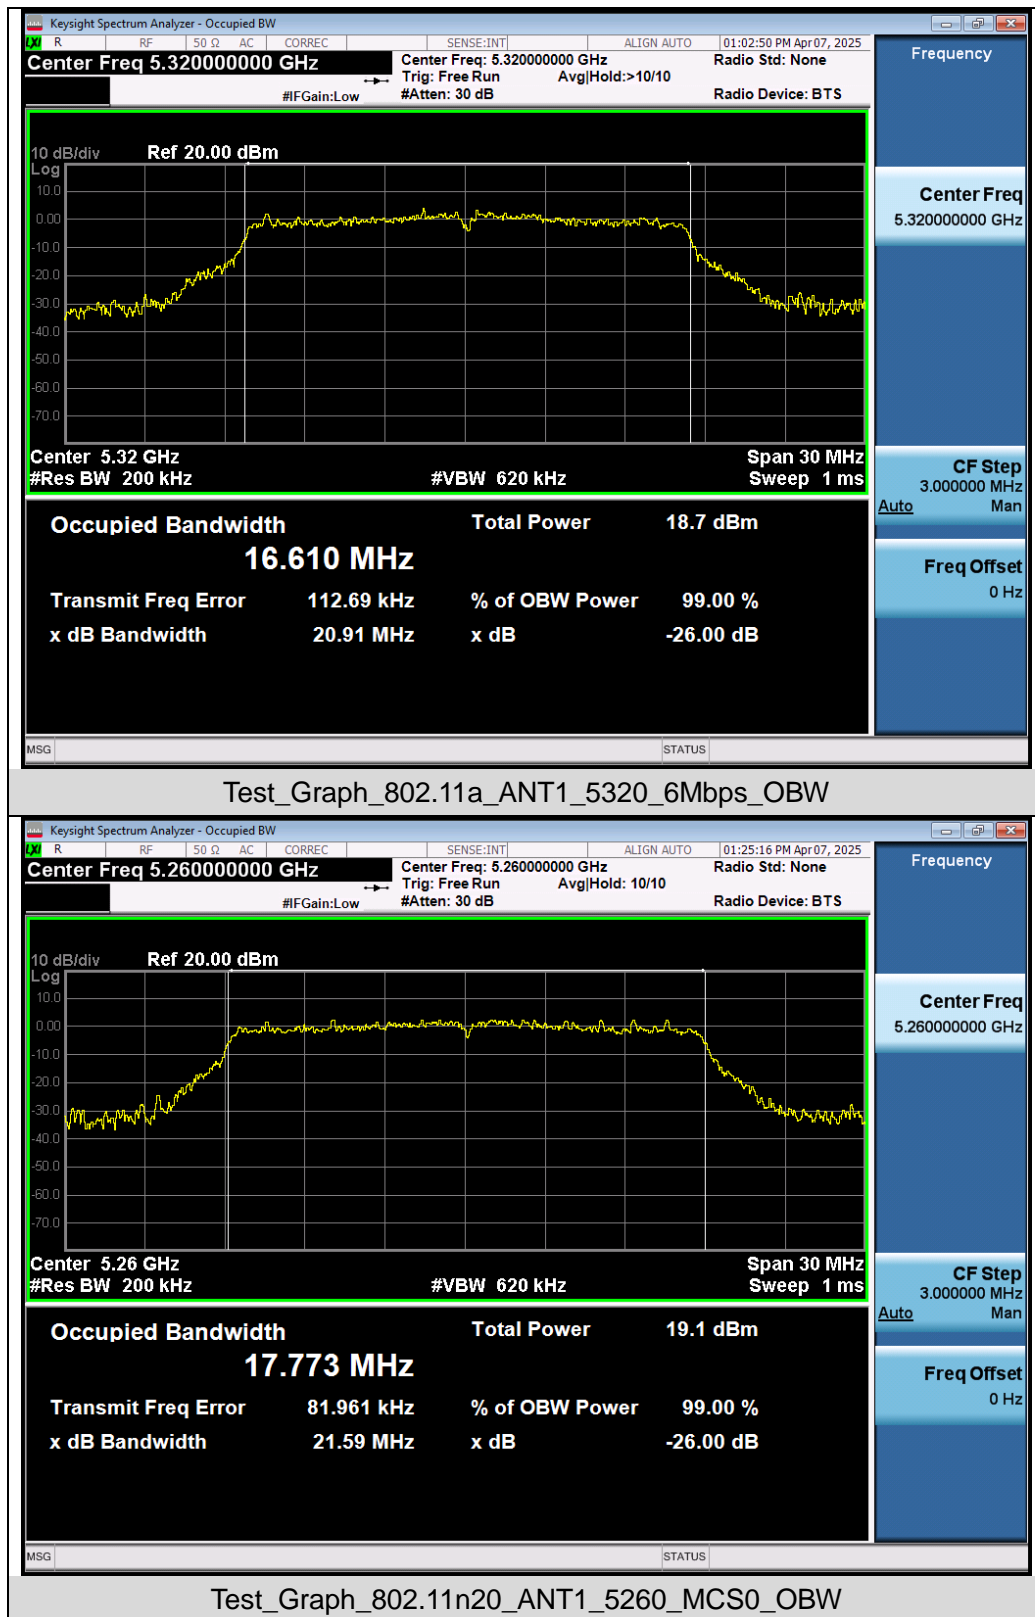 Keysight Spectrum Analyzer - Occupied BW
LXI R RF 50 Ω AC CORREC SENSE:INT ALIGN AUTO 01:02:50 PM Apr 07, 2025
Center Freq 5.320000000 GHz
Center Freq: 5.320000000 GHz
Radio Std: None
Trig: Free Run Avg|Hold:>10/10
#IFGain:Low
#Atten: 30 dB
Radio Device: BTS
Frequency
10 dB/div Ref 20.00 dBm
Log
10.0
0.00
-10.0
-20.0
-30.0
-40.0
-50.0
-60.0
-70.0
Center 5.32 GHz Span 30 MHz
#Res BW 200 kHz #VBW 620 kHz Sweep 1 ms
Center Freq
5.320000000 GHz
CF Step
3.000000 MHz
Auto Man
Freq Offset
0 Hz
Occupied Bandwidth Total Power 18.7 dBm
16.610 MHz
Transmit Freq Error 112.69 kHz % of OBW Power 99.00 %
x dB Bandwidth 20.91 MHz x dB -26.00 dB
MSG STATUS
Test_Graph_802.11a_ANT1_5320_6Mbps_OBW
Keysight Spectrum Analyzer - Occupied BW
LXI R RF 50 Ω AC CORREC SENSE:INT ALIGN AUTO 01:25:16 PM Apr 07, 2025
Center Freq 5.260000000 GHz
Center Freq: 5.260000000 GHz
Radio Std: None
Trig: Free Run Avg|Hold: 10/10
#IFGain:Low
#Atten: 30 dB
Radio Device: BTS
Frequency
10 dB/div Ref 20.00 dBm
Log
10.0
0.00
-10.0
-20.0
-30.0
-40.0
-50.0
-60.0
-70.0
Center 5.26 GHz Span 30 MHz
#Res BW 200 kHz #VBW 620 kHz Sweep 1 ms
Center Freq
5.260000000 GHz
CF Step
3.000000 MHz
Auto Man
Freq Offset
0 Hz
Occupied Bandwidth Total Power 19.1 dBm
17.773 MHz
Transmit Freq Error 81.961 kHz % of OBW Power 99.00 %
x dB Bandwidth 21.59 MHz x dB -26.00 dB
MSG STATUS
Test_Graph_802.11n20_ANT1_5260_MCS0_OBW